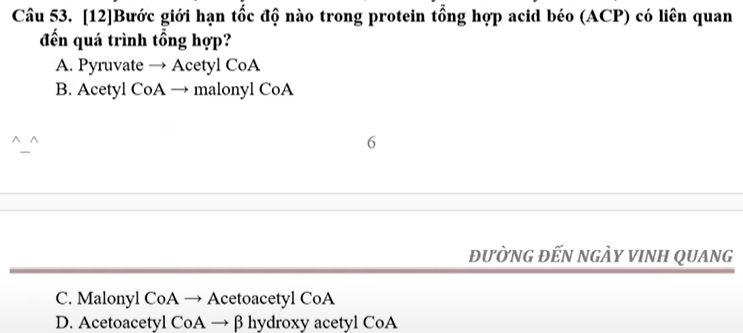 Câu 53. [12]Bước giới hạn tốc độ nào trong protein tổng hợp acid béo (ACP) có liên quan
đến quá trình tổng hợp?
A. Pyruvate → Acetyl CoA
B. Acetyl CoA → malonyl CoA
^_^
6
ĐƯỜNG ĐẾN NGÀY VINH QUANG
C. Malonyl CoA → Acetoacetyl CoA
D. Acetoacetyl CoA → β hydroxy acetyl CoA